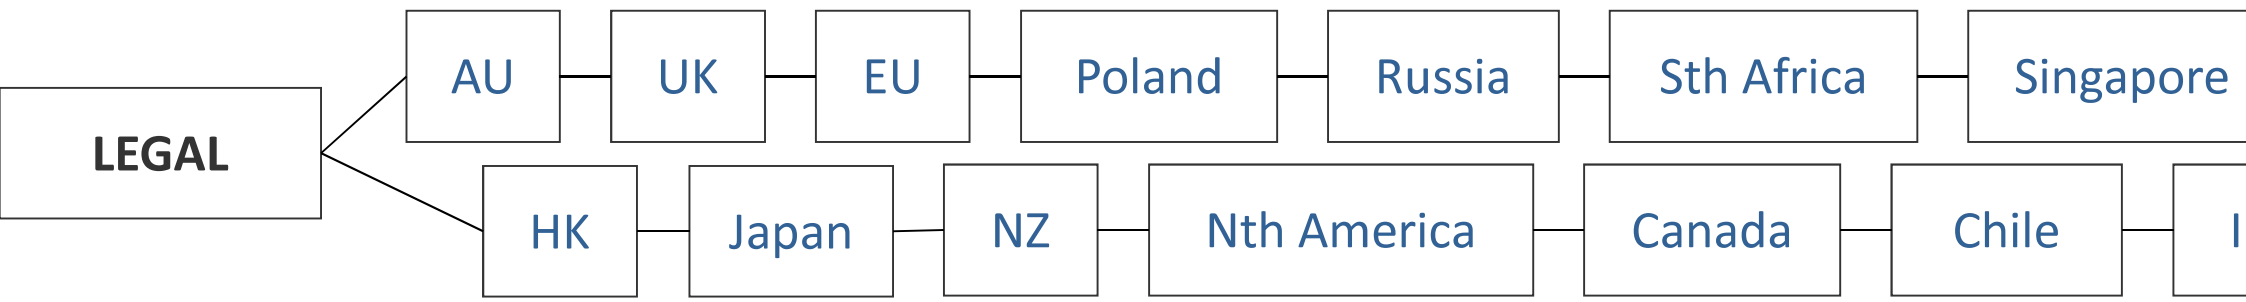 LEGAL
AU UK EU Poland Russia Sth Africa Singapore
HK Japan NZ Nth America Canada Chile